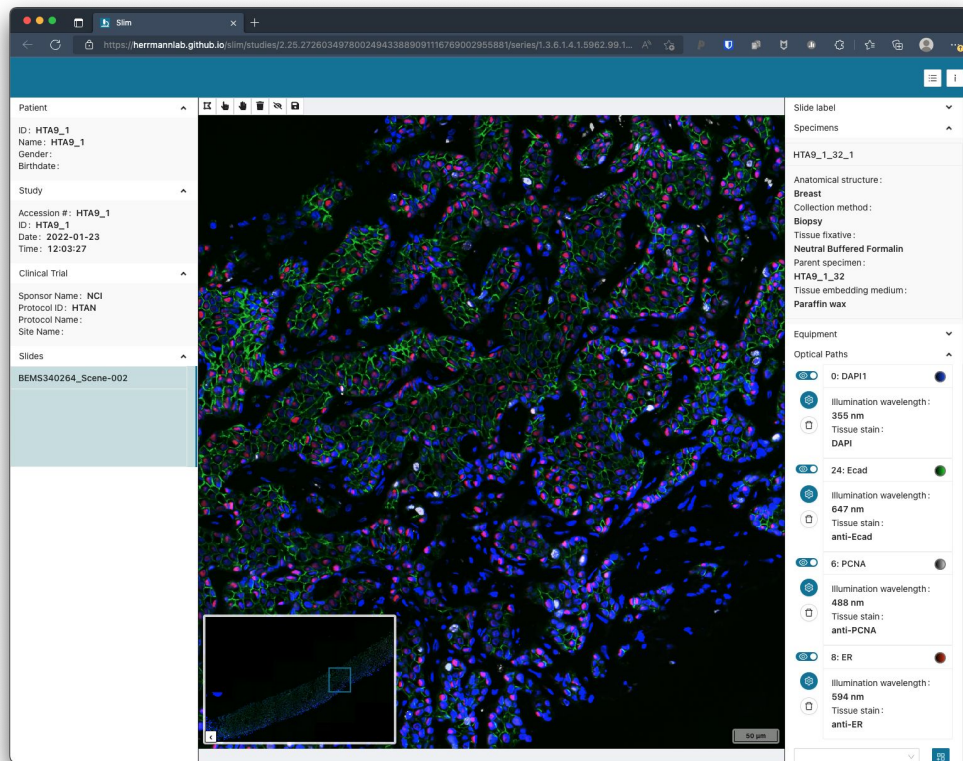 Slim
https://herrmannlab.github.io/slim/studies/2.25.272603497800249433889091116769002955881/series/1.3.6.1.4.1.5962.99.1...
Patient
ID: HTA9_1
Name: HTA9_1
Gender:
Birthdate:
Study
Accession #: HTA9_1
ID: HTA9_1
Date: 2022-01-23
Time: 12:03:27
Clinical Trial
Sponsor Name: NCI
Protocol ID: HTAN
Protocol Name:
Site Name:
Slides
BEMS340264_Scene-002
50 µm
Slide label
Specimens
HTA9_1_32_1
Anatomical structure:
Breast
Collection method:
Biopsy
Tissue fixative:
Neutral Buffered Formalin
Parent specimen:
HTA9_1_32
Tissue embedding medium:
Paraffin wax
Equipment
Optical Paths
0: DAPI1
Illumination wavelength:
355 nm
Tissue stain:
DAPI
24: Ecad
Illumination wavelength:
647 nm
Tissue stain:
anti-Ecad
6: PCNA
Illumination wavelength:
488 nm
Tissue stain:
anti-PCNA
8: ER
Illumination wavelength:
594 nm
Tissue stain:
anti-ER